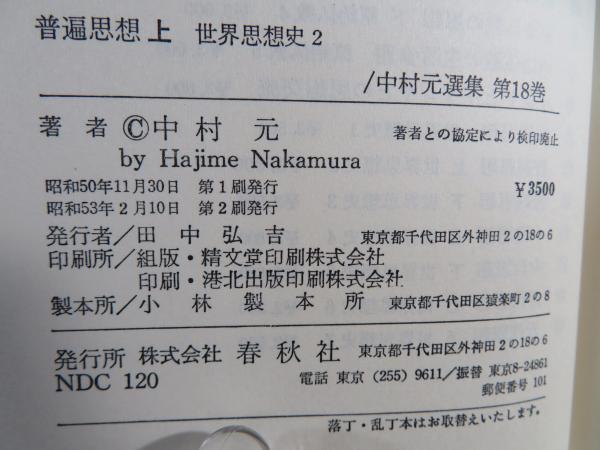 普遍思想 上　世界思想史 2
/中村元選集 第18巻
著者 ©中村 元　著者との協定により検印廃止
by Hajime Nakamura
昭和50年11月30日　第1刷発行　¥3500
昭和53年2月10日　第2刷発行
発行者/田中弘吉　東京都千代田区外神田2の18の6
印刷所/組版・精文堂印刷株式会社
印刷・港北出版印刷株式会社
製本所/小林製本所　東京都千代田区猿楽町2の8
発行所 株式会社 春秋社　東京都千代田区外神田2の18の6
NDC 120　電話 東京 (255) 9611/振替 東京8-24861
郵便番号 101
落丁・乱丁本はお取替えいたします。